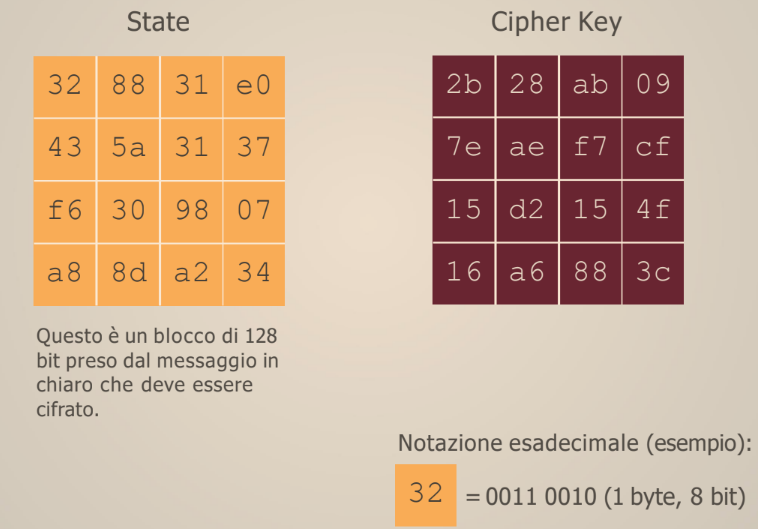 State
Cipher Key
32 88 31 e0
43 5a 31 37
f6 30 98 07
a8 8d a2 34
2b 28 ab 09
7e ae f7 cf
15 d2 15 4f
16 a6 88 3c
Questo è un blocco di 128
bit preso dal messaggio in
chiaro che deve essere
cifrato.
Notazione esadecimale (esempio):
32 = 0011 0010 (1 byte, 8 bit)